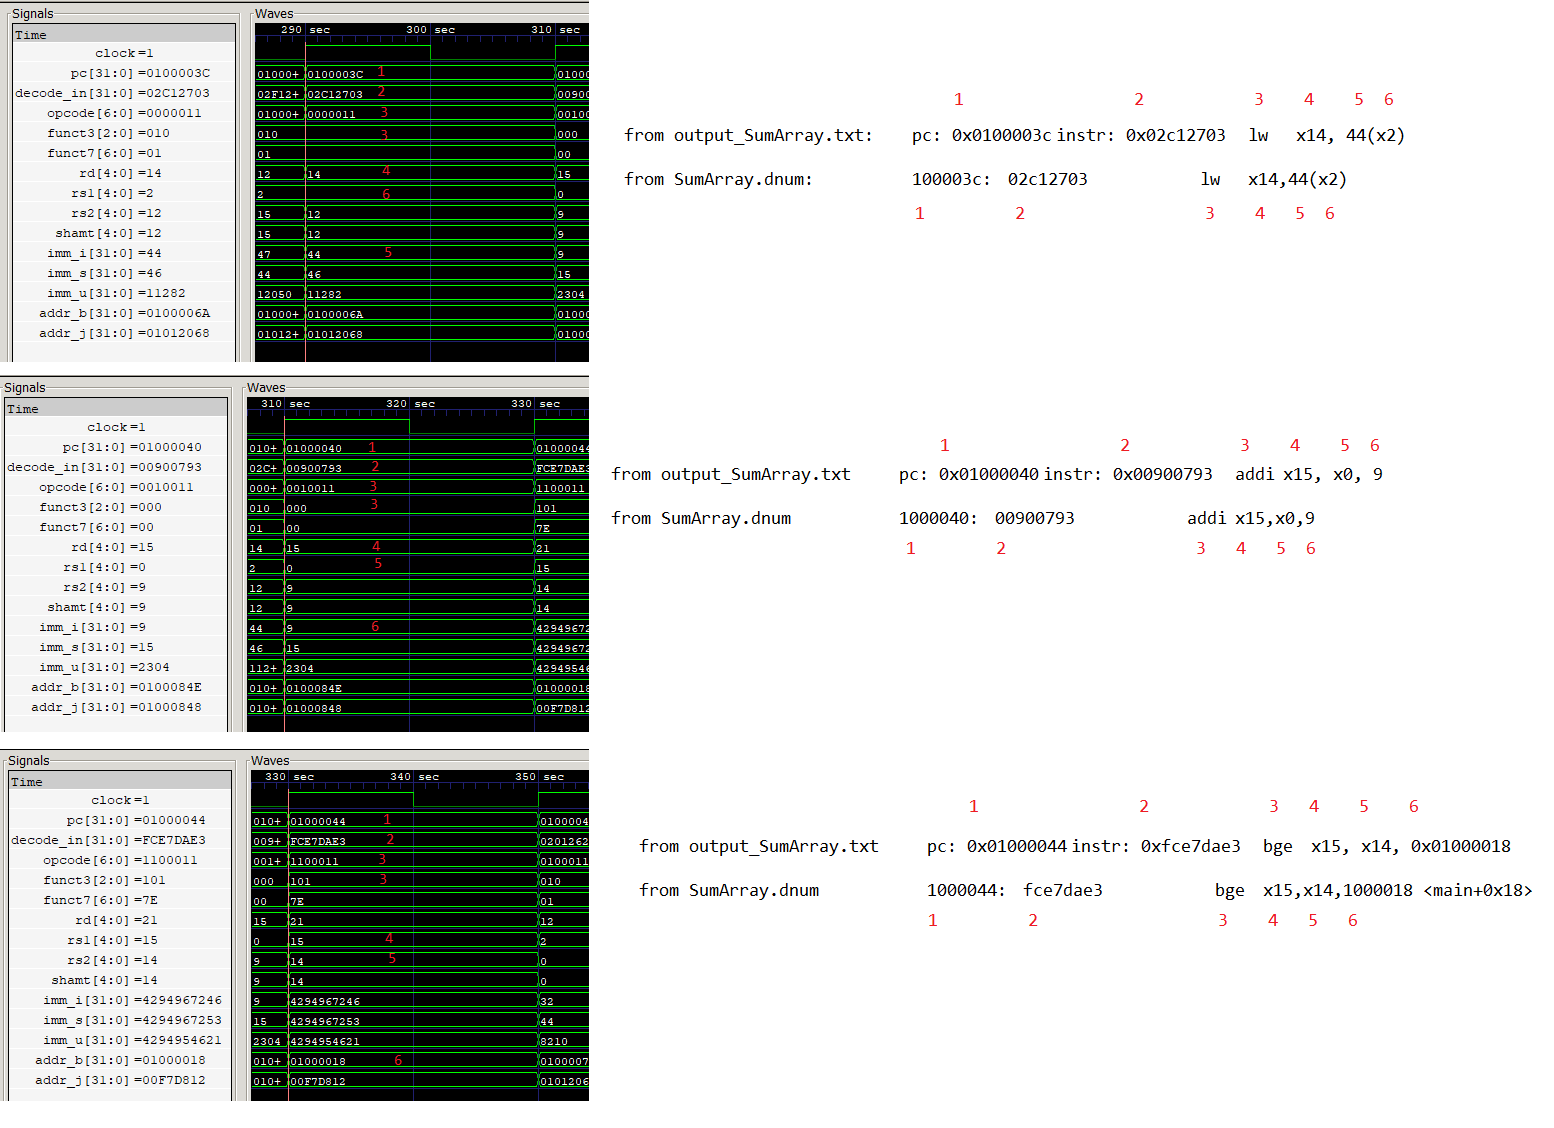 Signals
Waves
Time
290 sec 300 sec 310 sec
clock=1
pc[31:0]=0100003C 01000+ 0100003C 1 01000
decode_in[31:0]=02C12703 02F12+ 02C12703 2 00900
opcode[6:0]=0000011 01000+ 0000011 3 00100
funct3[2:0]=010 010 3 000
funct7[6:0]=01 01 00
rd[4:0]=14 12 14 4 15
rs1[4:0]=2 2 6 0
rs2[4:0]=12 15 12 9
shamt[4:0]=12 15 12 9
imm_i[31:0]=44 47 44 5 9
imm_s[31:0]=46 44 46 15
imm_u[31:0]=11282 12050 11282 2304
addr_b[31:0]=0100006A 01000+ 0100006A 01000
addr_j[31:0]=01012068 01012+ 01012068 01000
1 2 3 4 5 6
from output_SumArray.txt: pc: 0x0100003c instr: 0x02c12703 lw x14, 44(x2)
from SumArray.dnum: 100003c: 02c12703 lw x14,44(x2)
1 2 3 4 5 6
Signals
Waves
Time
310 sec 320 sec 330 sec
clock=1
pc[31:0]=01000040 010+ 01000040 1 01000044
decode_in[31:0]=00900793 02C+ 00900793 2 FCE7DAE3
opcode[6:0]=0010011 000+ 0010011 3 1100011
funct3[2:0]=000 010 000 3 101
funct7[6:0]=00 01 00 7E
rd[4:0]=15 14 15 4 21
rs1[4:0]=0 2 0 5 15
rs2[4:0]=9 12 9 14
shamt[4:0]=9 12 9 14
imm_i[31:0]=9 44 9 6 42949672
imm_s[31:0]=15 46 15 42949672
imm_u[31:0]=2304 112+ 2304 42949546
addr_b[31:0]=0100084E 010+ 0100084E 01000018
addr_j[31:0]=01000848 010+ 01000848 00F7D812
1 2 3 4 5 6
from output_SumArray.txt pc: 0x01000040 instr: 0x00900793 addi x15, x0, 9
from SumArray.dnum 1000040: 00900793 addi x15,x0,9
1 2 3 4 5 6
Signals
Waves
Time
330 sec 340 sec 350 sec
clock=1
pc[31:0]=01000044 010+ 01000044 1 0100004
decode_in[31:0]=FCE7DAE3 009+ FCE7DAE3 2 0201262
opcode[6:0]=1100011 001+ 1100011 3 0100011
funct3[2:0]=101 000 101 3 010
funct7[6:0]=7E 00 7E 01
rd[4:0]=21 15 21 12
rs1[4:0]=15 0 15 4 2
rs2[4:0]=14 9 14 5 0
shamt[4:0]=14 9 14 0
imm_i[31:0]=4294967246 9 4294967246 32
imm_s[31:0]=4294967253 15 4294967253 44
imm_u[31:0]=4294954621 2304 4294954621 8210
addr_b[31:0]=01000018 010+ 01000018 6 0100007
addr_j[31:0]=00F7D812 010+ 00F7D812 0101206
1 2 3 4 5 6
from output_SumArray.txt pc: 0x01000044 instr: 0xfce7dae3 bge x15, x14, 0x01000018
from SumArray.dnum 1000044: fce7dae3 bge x15,x14,1000018 <main+0x18>
1 2 3 4 5 6